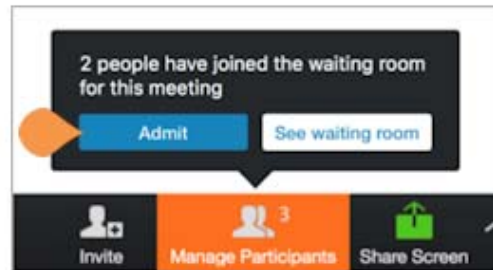 2 people have joined the waiting room
for this meeting
Admit See waiting room
3
Invite Manage Participants Share Screen